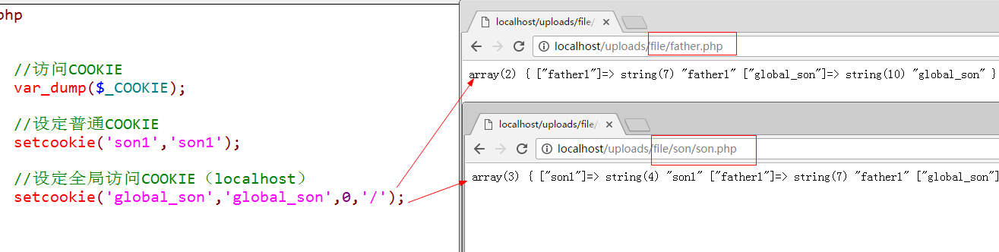 php
//访问COOKIE
var_dump($_COOKIE);
//设定普通COOKIE
setcookie('son1','son1');
//设定全局访问COOKIE（localhost）
setcookie('global_son','global_son',0,'/');
localhost/uploads/file/
localhost/uploads/file/father.php
array(2) { ["father1"]=> string(7) "father1" ["global_son"]=> string(10) "global_son" }
localhost/uploads/file/
localhost/uploads/file/son/son.php
array(3) { ["son1"]=> string(4) "son1" ["father1"]=> string(7) "father1" ["global_son"]